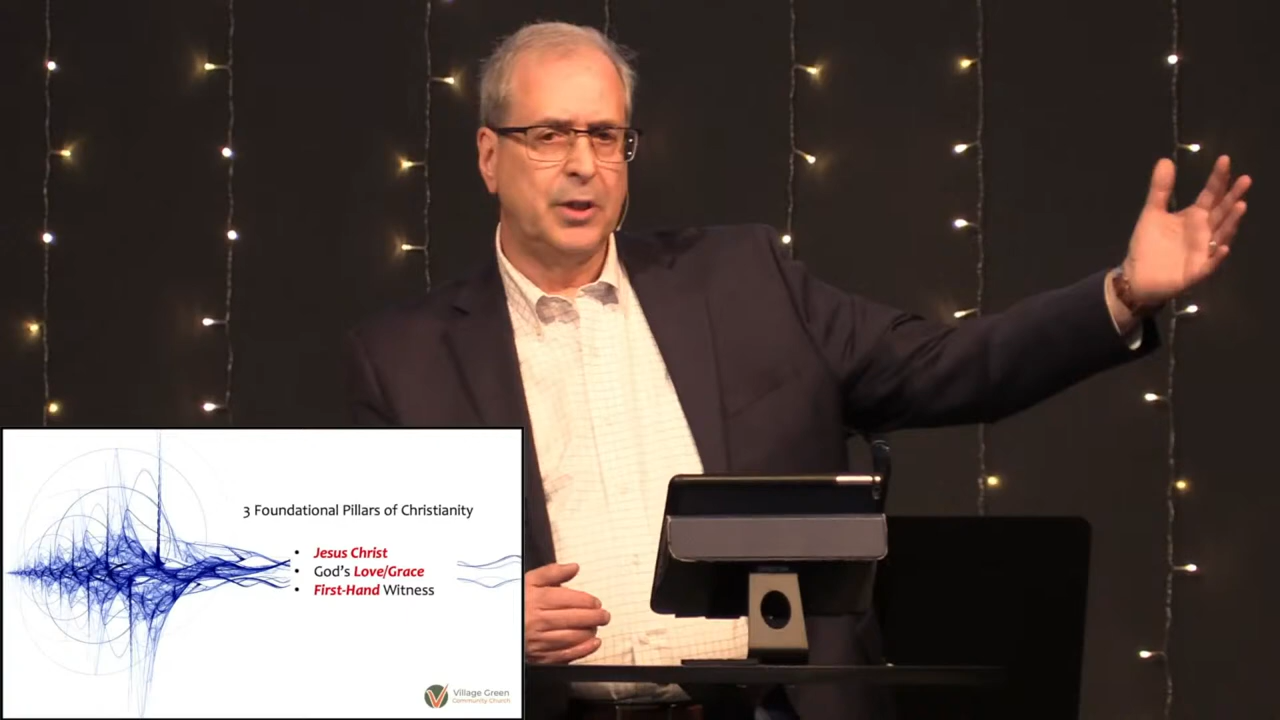 3 Foundational Pillars of Christianity
• Jesus Christ
• God's Love/Grace
• First-Hand Witness
Village Green
Community Church